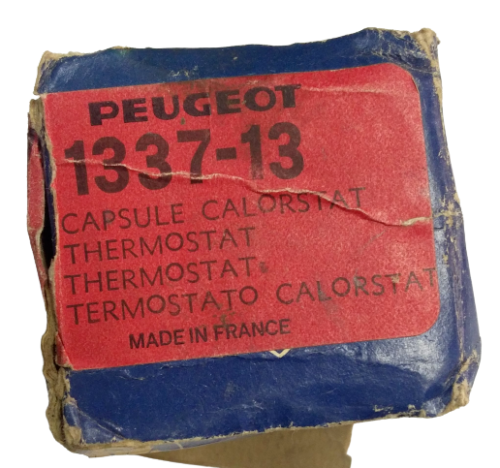 PEUGEOT
1337-13
CAPSULE CALORSTAT
THERMOSTAT
THERMOSTAT.
TERMOSTATO CALORSTAT
MADE IN FRANCE